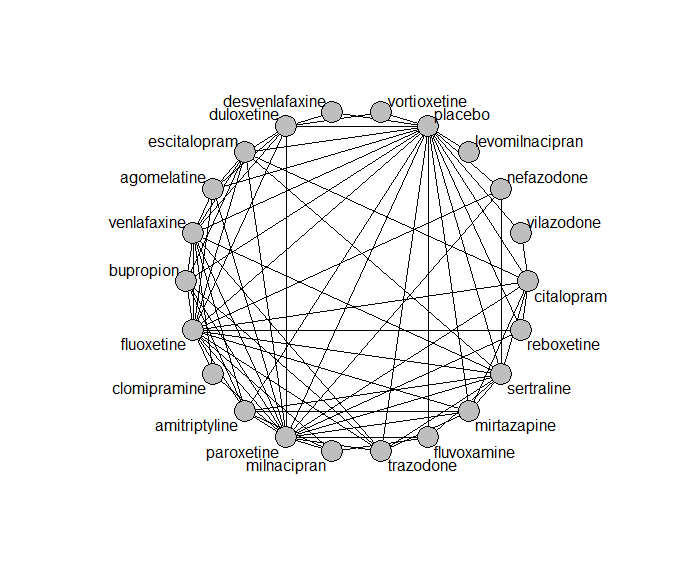 desvenlafaxine
vortioxetine
duloxetine
placebo
escitalopram
levomilnacipran
agomelatine
nefazodone
venlafaxine
vilazodone
bupropion
citalopram
fluoxetine
reboxetine
clomipramine
sertraline
amitriptyline
mirtazapine
paroxetine
fluvoxamine
milnacipran
trazodone